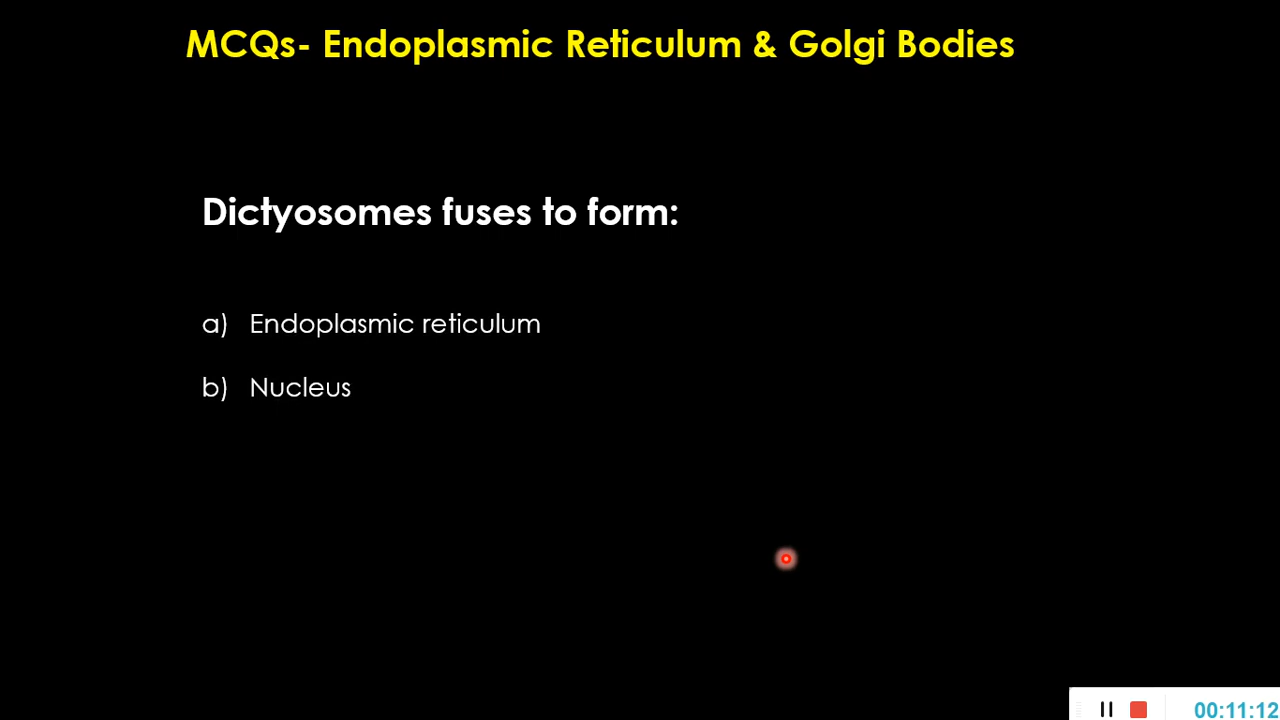 MCQs- Endoplasmic Reticulum & Golgi Bodies
Dictyosomes fuses to form:
a) Endoplasmic reticulum
b) Nucleus
00:11:12